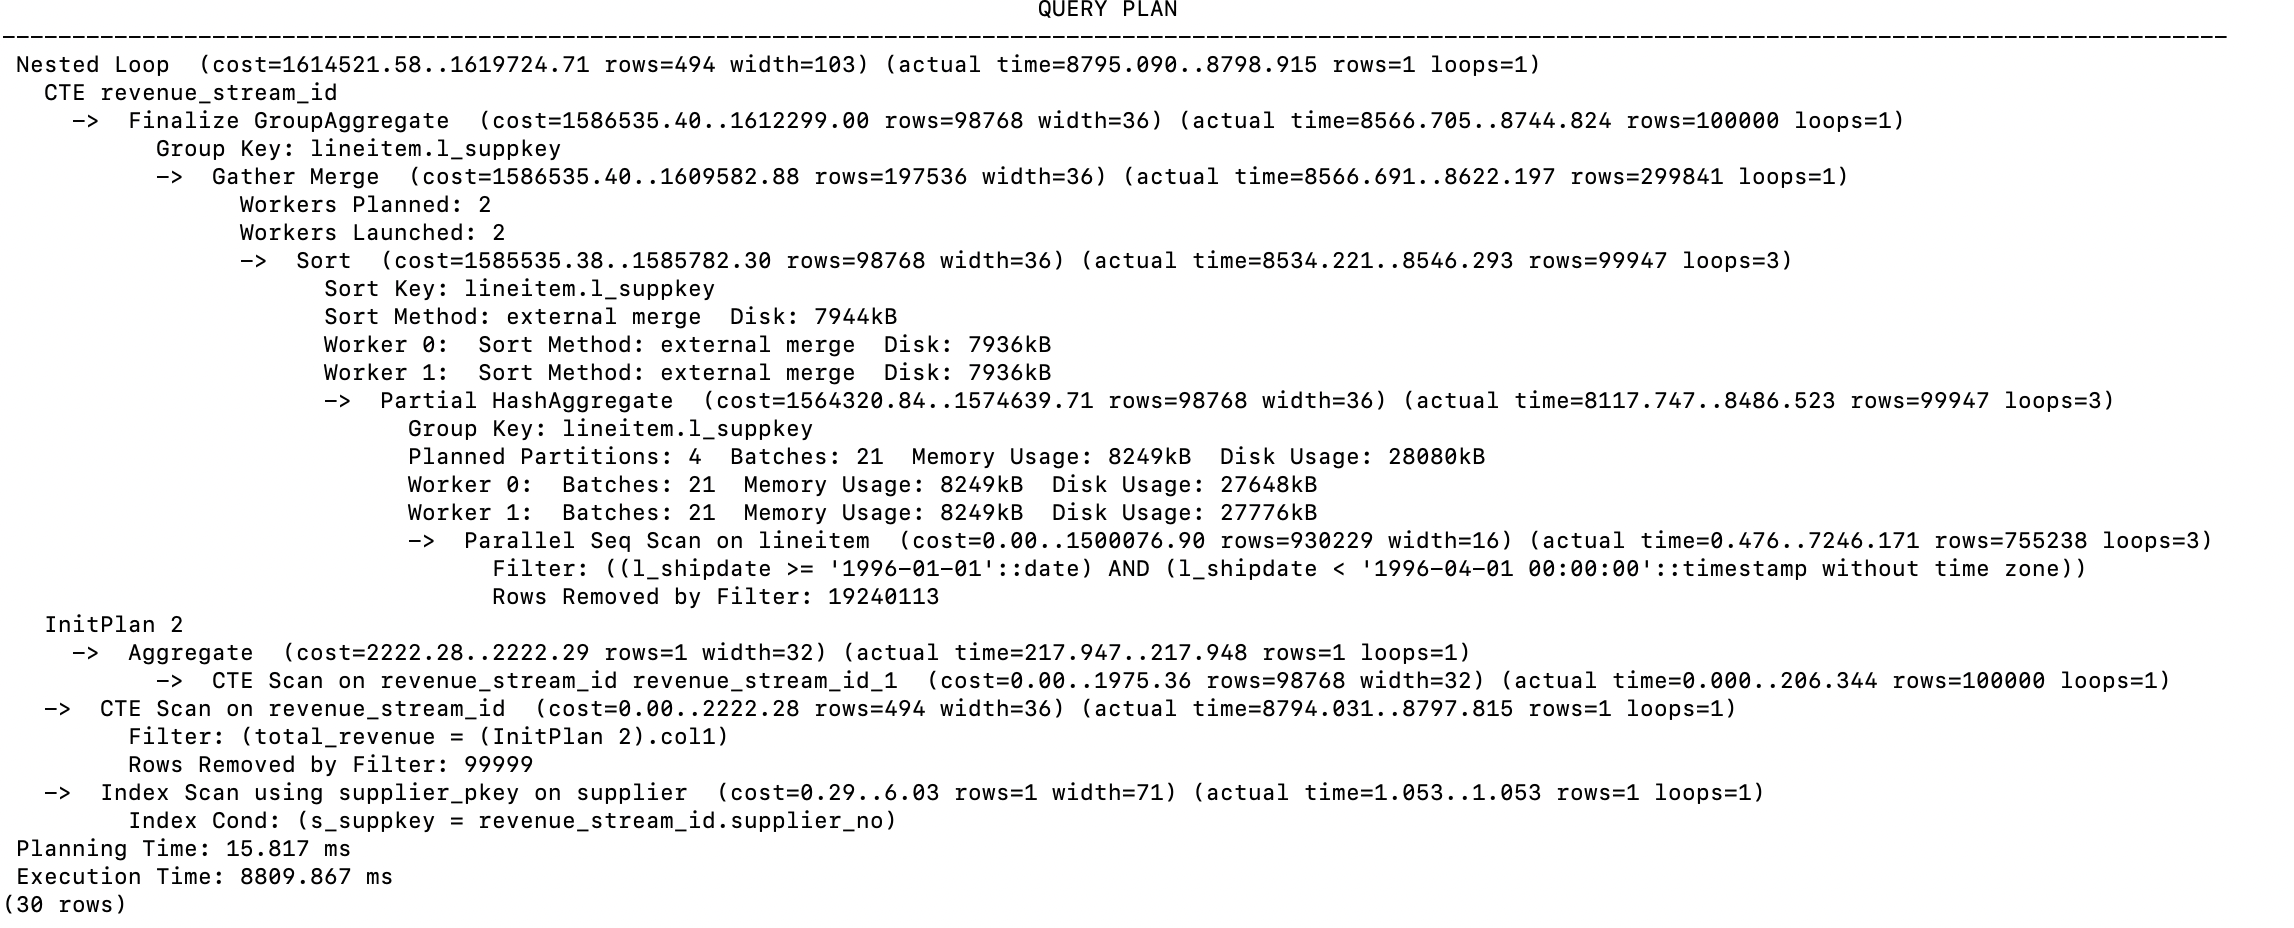 QUERY PLAN
----------------------------------------------------------------------------------------------------------------------------------------------------------------
Nested Loop  (cost=1614521.58..1619724.71 rows=494 width=103) (actual time=8795.090..8798.915 rows=1 loops=1)
  CTE revenue_stream_id
    ->  Finalize GroupAggregate  (cost=1586535.40..1612299.00 rows=98768 width=36) (actual time=8566.705..8744.824 rows=100000 loops=1)
          Group Key: lineitem.l_suppkey
          ->  Gather Merge  (cost=1586535.40..1609582.88 rows=197536 width=36) (actual time=8566.691..8622.197 rows=299841 loops=1)
                Workers Planned: 2
                Workers Launched: 2
                ->  Sort  (cost=1585535.38..1585782.30 rows=98768 width=36) (actual time=8534.221..8546.293 rows=99947 loops=3)
                      Sort Key: lineitem.l_suppkey
                      Sort Method: external merge  Disk: 7944kB
                      Worker 0:  Sort Method: external merge  Disk: 7936kB
                      Worker 1:  Sort Method: external merge  Disk: 7936kB
                      ->  Partial HashAggregate  (cost=1564320.84..1574639.71 rows=98768 width=36) (actual time=8117.747..8486.523 rows=99947 loops=3)
                            Group Key: lineitem.l_suppkey
                            Planned Partitions: 4  Batches: 21  Memory Usage: 8249kB  Disk Usage: 28080kB
                            Worker 0:  Batches: 21  Memory Usage: 8249kB  Disk Usage: 27648kB
                            Worker 1:  Batches: 21  Memory Usage: 8249kB  Disk Usage: 27776kB
                            ->  Parallel Seq Scan on lineitem  (cost=0.00..1500076.90 rows=930229 width=16) (actual time=0.476..7246.171 rows=755238 loops=3)
                                  Filter: ((l_shipdate >= '1996-01-01'::date) AND (l_shipdate < '1996-04-01 00:00:00'::timestamp without time zone))
                                  Rows Removed by Filter: 19240113
  InitPlan 2
    ->  Aggregate  (cost=2222.28..2222.29 rows=1 width=32) (actual time=217.947..217.948 rows=1 loops=1)
          ->  CTE Scan on revenue_stream_id revenue_stream_id_1  (cost=0.00..1975.36 rows=98768 width=32) (actual time=0.000..206.344 rows=100000 loops=1)
  ->  CTE Scan on revenue_stream_id  (cost=0.00..2222.28 rows=494 width=36) (actual time=8794.031..8797.815 rows=1 loops=1)
        Filter: (total_revenue = (InitPlan 2).col1)
        Rows Removed by Filter: 99999
  ->  Index Scan using supplier_pkey on supplier  (cost=0.29..6.03 rows=1 width=71) (actual time=1.053..1.053 rows=1 loops=1)
        Index Cond: (s_suppkey = revenue_stream_id.supplier_no)
Planning Time: 15.817 ms
Execution Time: 8809.867 ms
(30 rows)